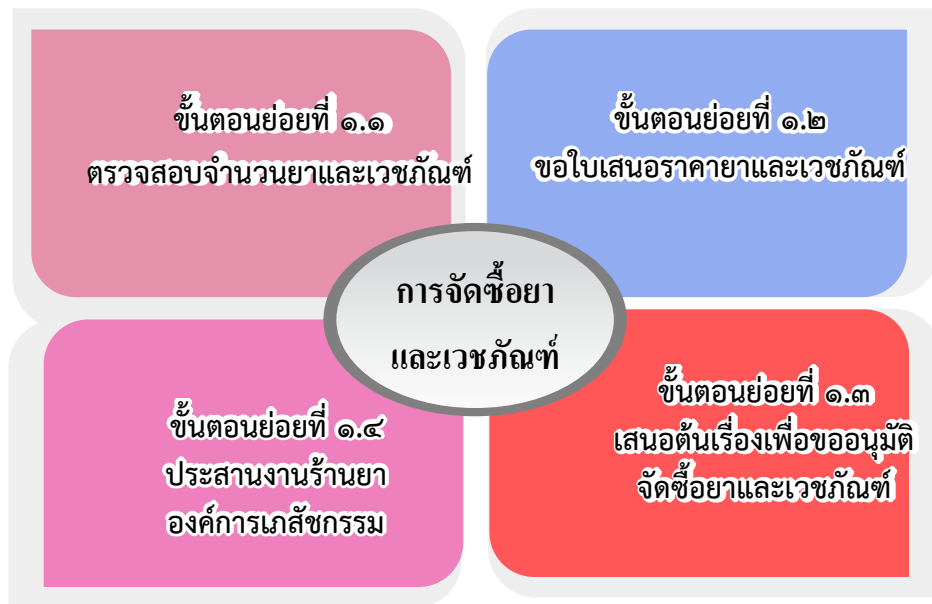 ขั้นตอนย่อยที่ ๑.๑
ตรวจสอบจำนวนยาและเวชภัณฑ์
ขั้นตอนย่อยที่ ๑.๒
ขอใบเสนอราคายาและเวชภัณฑ์
การจัดซื้อยา
และเวชภัณฑ์
ขั้นตอนย่อยที่ ๑.๓
เสนอต้นเรื่องเพื่อขออนุมัติ
จัดซื้อยาและเวชภัณฑ์
ขั้นตอนย่อยที่ ๑.๔
ประสานงานร้านยา
องค์การเภสัชกรรม